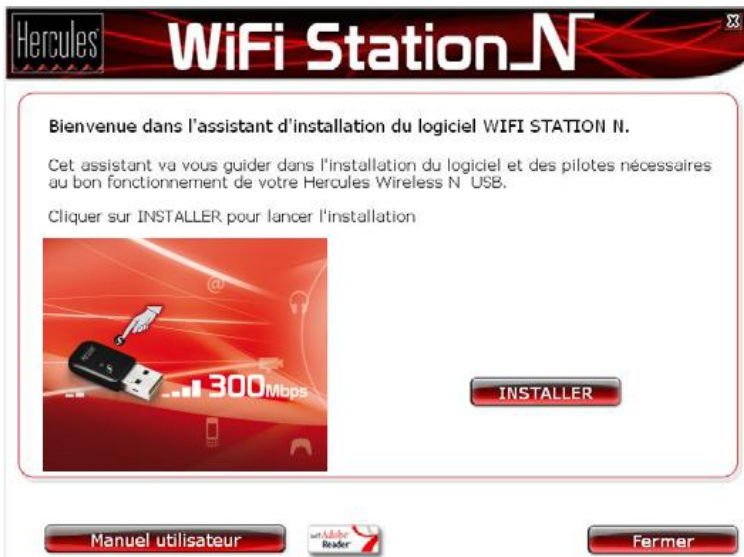 Hercules
WiFi Station_N
Bienvenue dans l'assistant d'installation du logiciel WIFI STATION N.
Cet assistant va vous guider dans l'installation du logiciel et des pilotes nécessaires
au bon fonctionnement de votre Hercules Wireless N USB.
Cliquer sur INSTALLER pour lancer l'installation
@
300Mbps
INSTALLER
Manuel utilisateur
Adobe
Reader
Fermer